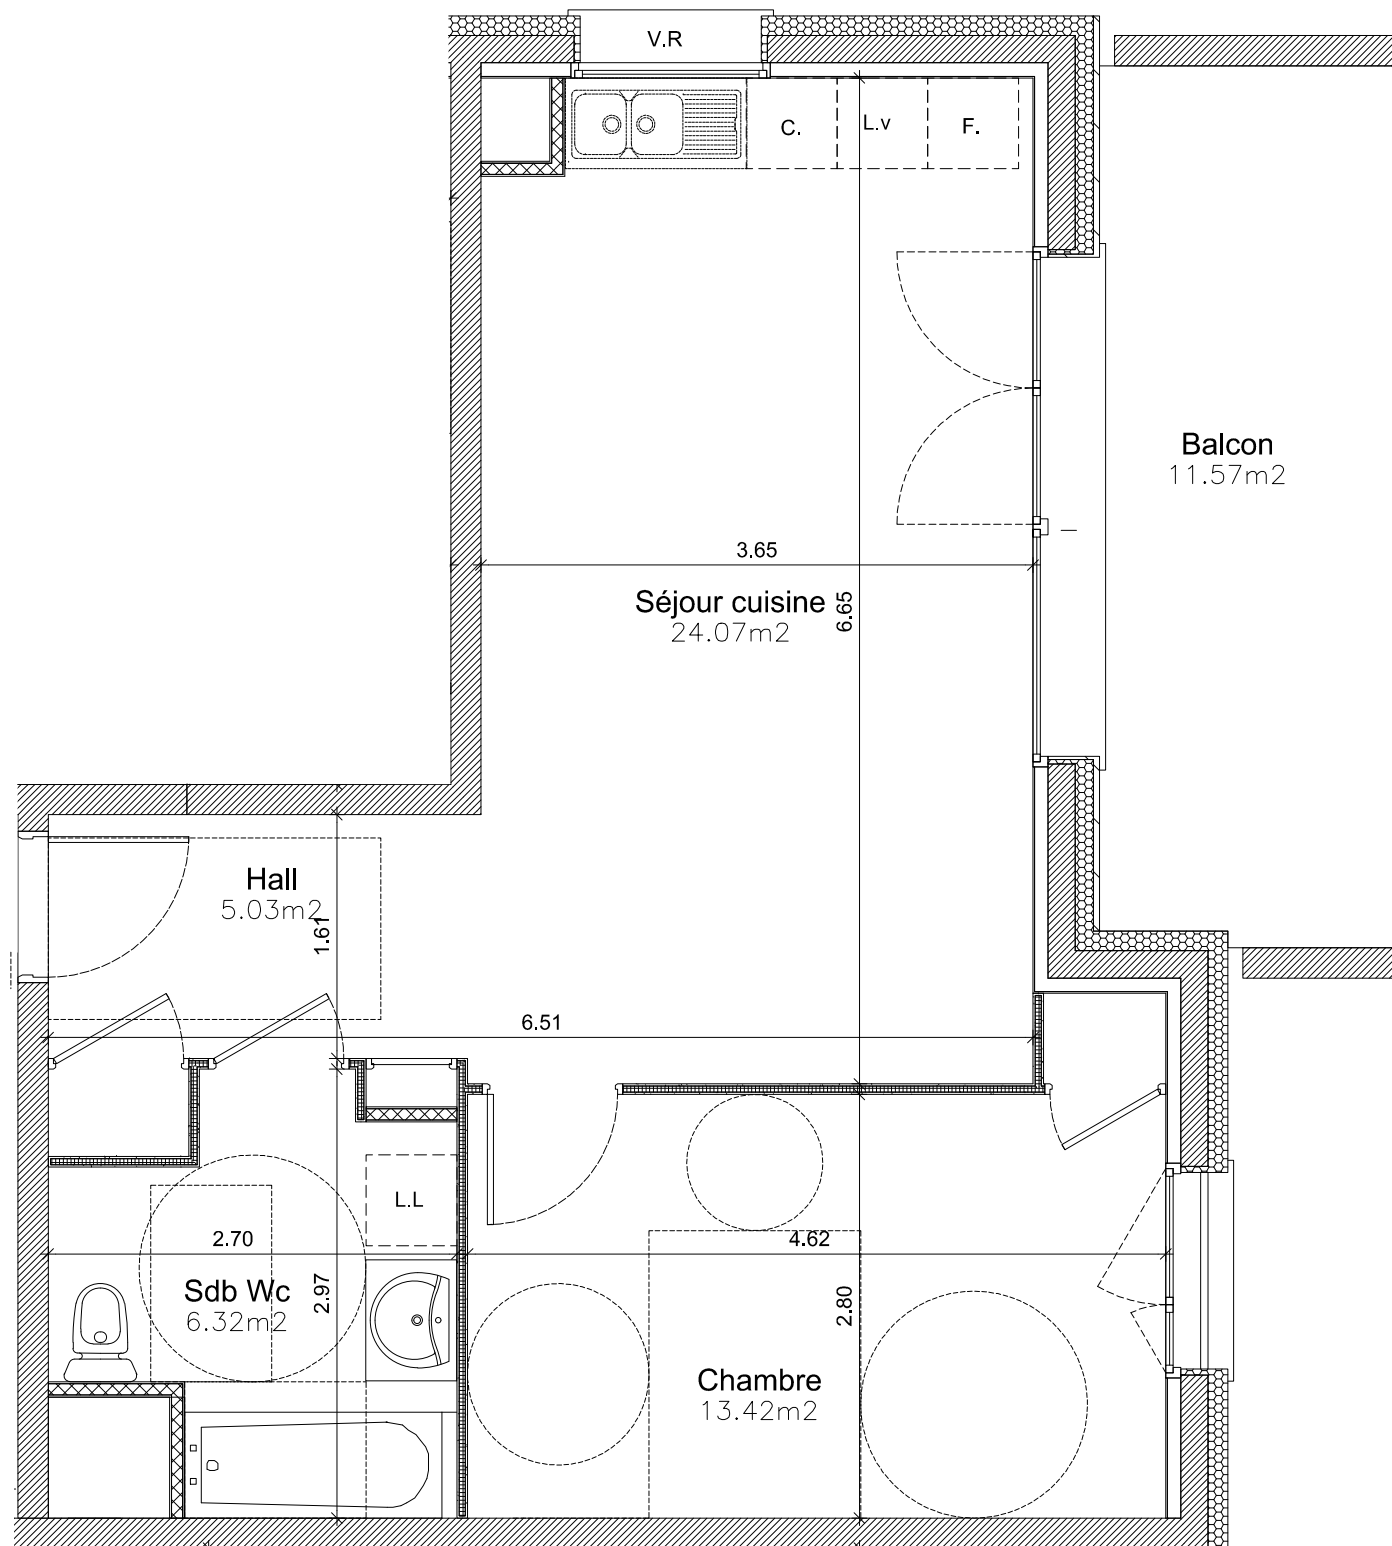 V.R
C.
L.v
F.
Balcon
11.57m2
3.65
Séjour cuisine
24.07m2
6.65
Hall
5.03m2
1.61
6.51
L.L
2.70
4.62
Sdb Wc
6.32m2
2.97
2.80
Chambre
13.42m2